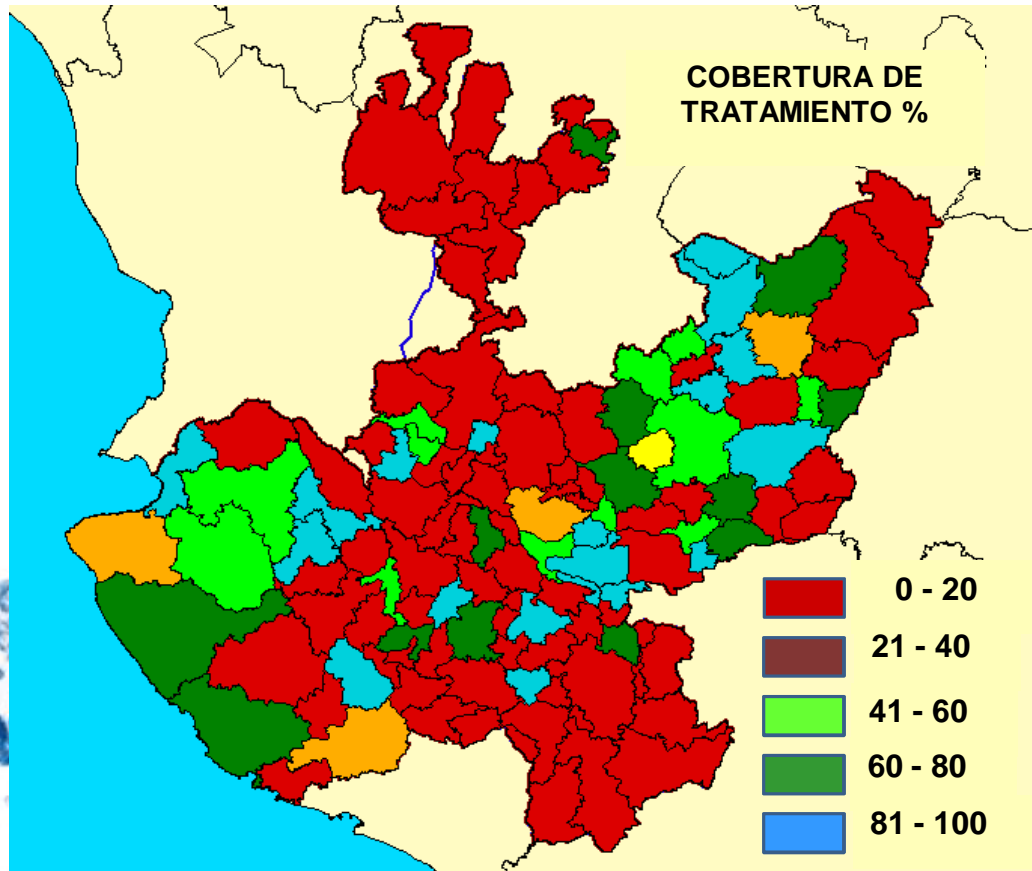 COBERTURA DE
TRATAMIENTO %
0 - 20
21 - 40
41 - 60
60 - 80
81 - 100